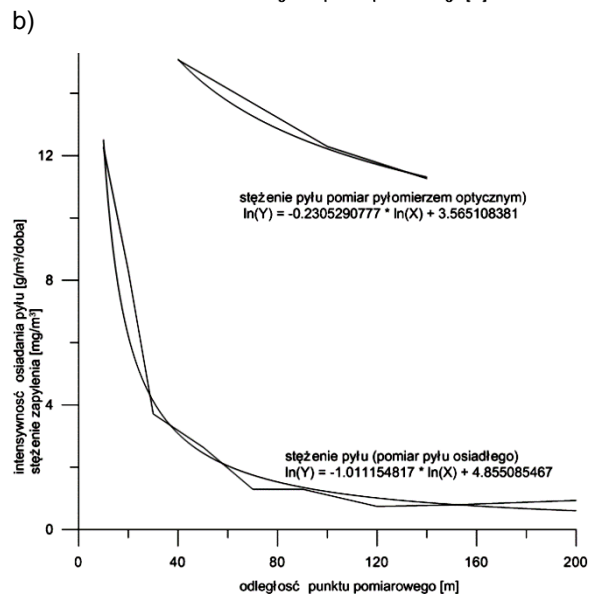 b)
12
8
4
0
0 40 80 120 160 200
intensywność osiadania pyłu [g/m³/doba]
stężenie zapylenia [mg/m³]
stężenie pyłu pomiar pyłomierzem optycznym)
ln(Y) = -0.2305290777 * ln(X) + 3.565108381
stężenie pyłu (pomiar pyłu osiadłego)
ln(Y) = -1.011154817 * ln(X) + 4.855085467
odległość punktu pomiarowego [m]